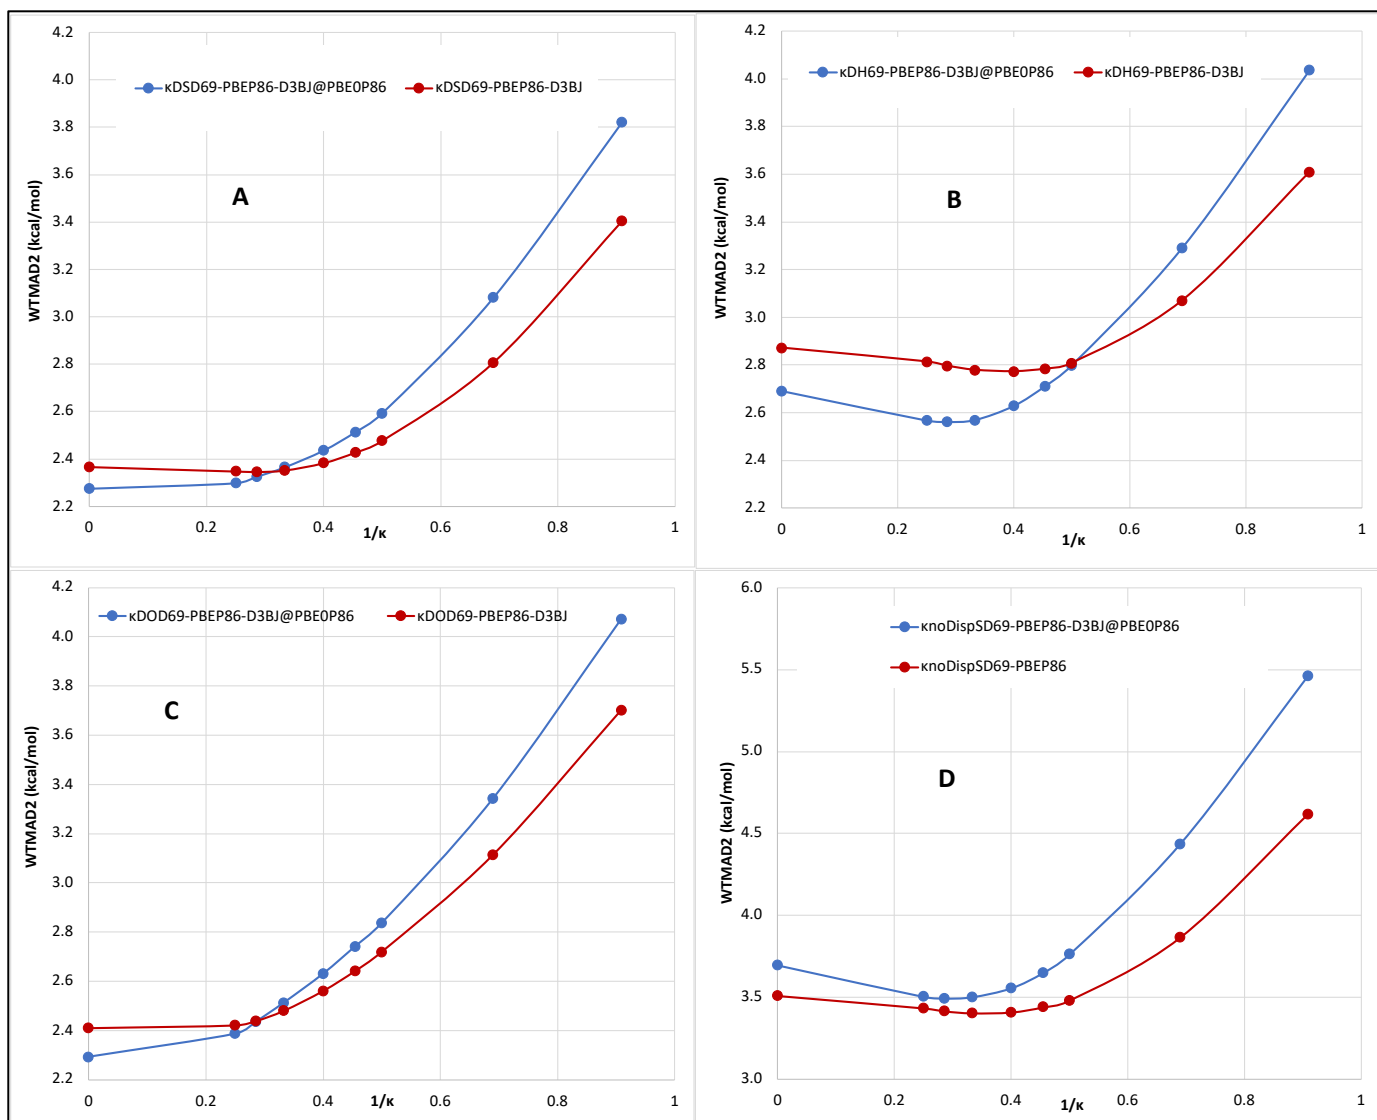 4.2
4.0
3.8
3.6
3.4
3.2
3.0
2.8
2.6
2.4
2.2
WTMAD2 (kcal/mol)
κDSD69-PBEP86-D3BJ@PBE0P86 κDSD69-PBEP86-D3BJ
A
0 0.2 0.4 0.6 0.8 1
1/κ
4.2
4.0
3.8
3.6
3.4
3.2
3.0
2.8
2.6
2.4
2.2
WTMAD2 (kcal/mol)
κDH69-PBEP86-D3BJ@PBE0P86 κDH69-PBEP86-D3BJ
B
0 0.2 0.4 0.6 0.8 1
1/κ
4.2
4.0
3.8
3.6
3.4
3.2
3.0
2.8
2.6
2.4
2.2
WTMAD2 (kcal/mol)
κDOD69-PBEP86-D3BJ@PBE0P86 κDOD69-PBEP86-D3BJ
C
0 0.2 0.4 0.6 0.8 1
1/κ
6.0
5.5
5.0
4.5
4.0
3.5
3.0
WTMAD2 (kcal/mol)
κnoDispSD69-PBEP86-D3BJ@PBE0P86
κnoDispSD69-PBEP86
D
0 0.2 0.4 0.6 0.8 1
1/κ